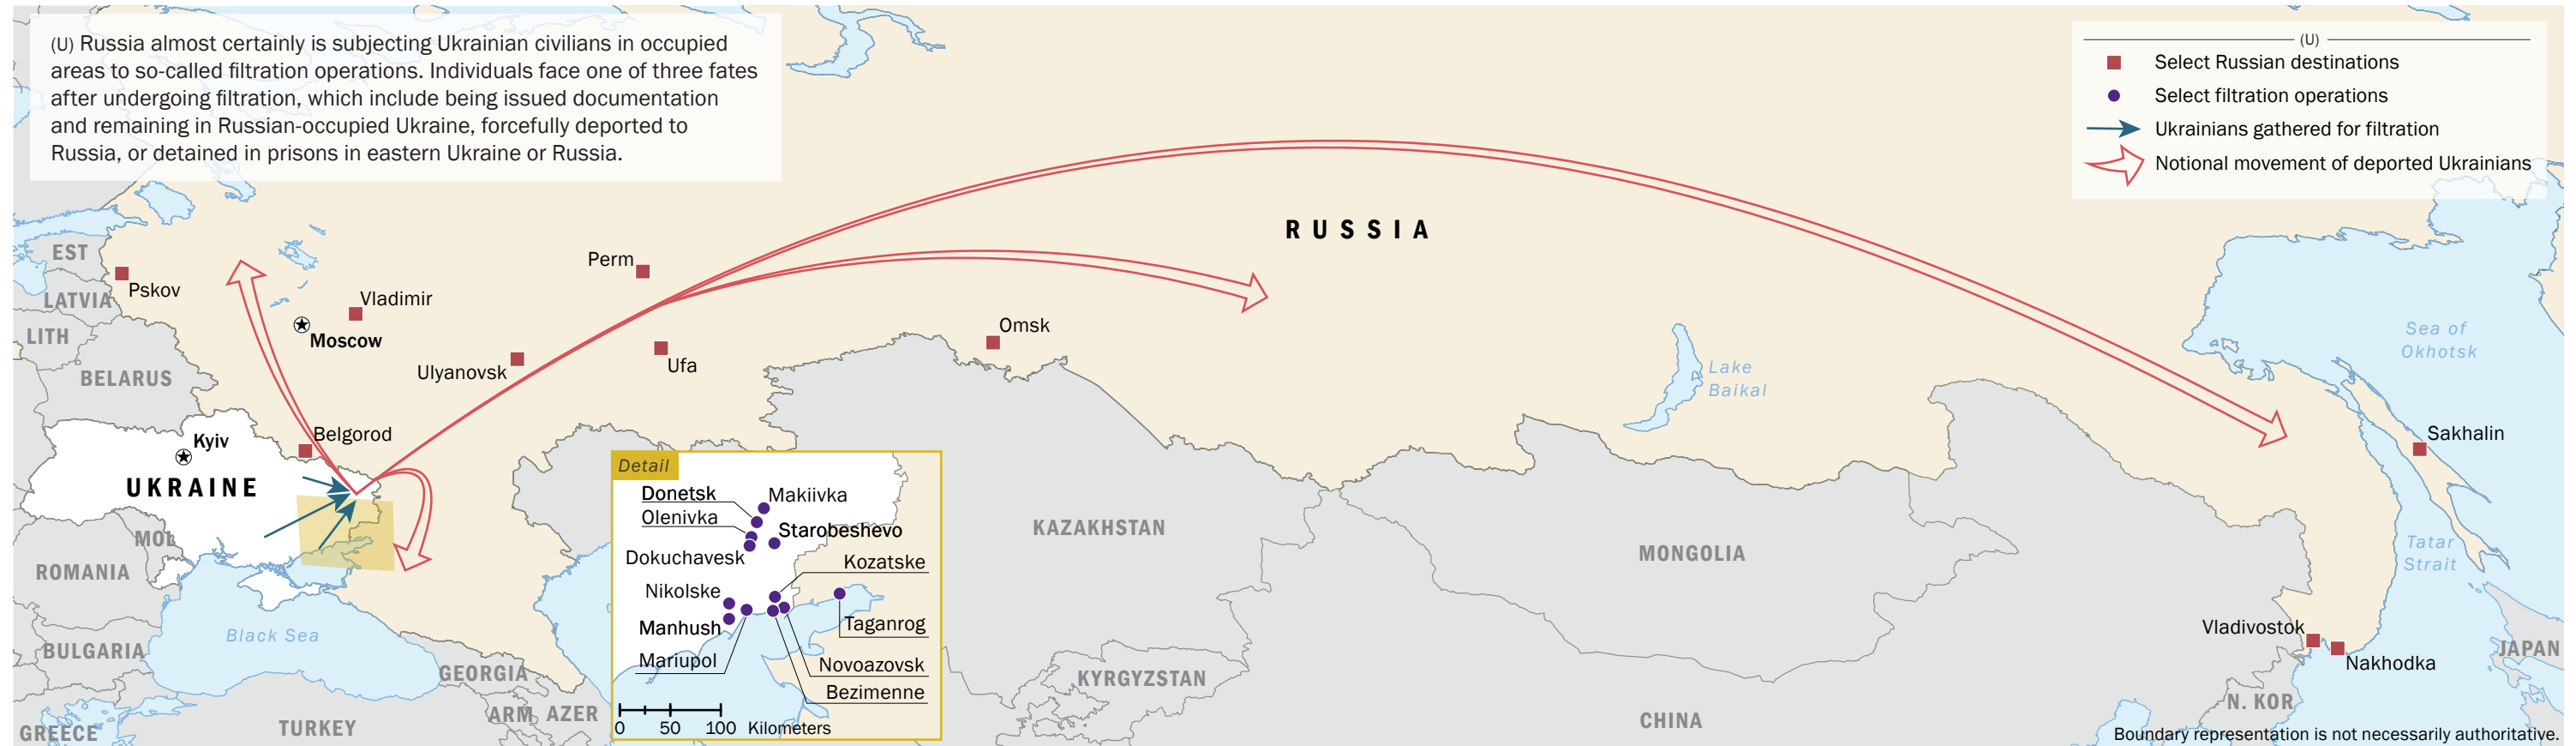 (U) Russia almost certainly is subjecting Ukrainian civilians in occupied
areas to so-called filtration operations. Individuals face one of three fates
after undergoing filtration, which include being issued documentation
and remaining in Russian-occupied Ukraine, forcefully deported to
Russia, or detained in prisons in eastern Ukraine or Russia.
(U)
Select Russian destinations
Select filtration operations
Ukrainians gathered for filtration
Notional movement of deported Ukrainians
RUSSIA
EST
Pskov
LATVIA
LITH
BELARUS
Perm
Vladimir
Moscow
Ulyanovsk
Ufa
Omsk
Lake
Baikal
Sea of
Okhotsk
Belgorod
Kyiv
UKRAINE
Sakhalin
MOL
ROMANIA
BULGARIA
GREECE
Black Sea
TURKEY
GEORGIA
ARM
AZER
Detail
Donetsk
Makiivka
Olenivka
Starobeshevo
Dokuchavesk
Kozatske
Nikolske
Manhush
Taganrog
Mariupol
Novoazovsk
Bezimenne
0 50 100 Kilometers
KAZAKHSTAN
KYRGYZSTAN
MONGOLIA
CHINA
Tatar
Strait
Vladivostok
Nakhodka
JAPAN
N. KOR
Boundary representation is not necessarily authoritative.